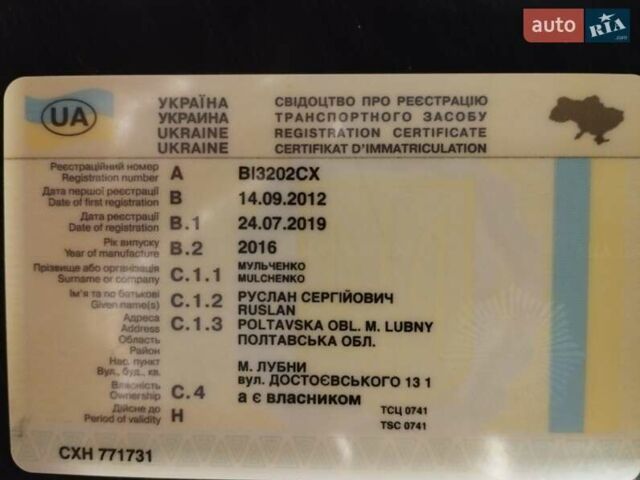 auto RIA .com
УКРАЇНА СВІДОЦТВО ПРО РЕЄСТРАЦІЮ
УКРАИНА ТРАНСПОРТНОГО ЗАСОБУ
UKRAINE REGISTRATION CERTIFICATE
UKRAINE CERTIFIKAT D'IMMATRICULATION
UA
Реєстраційний номер
Registration number A BI3202CX
Дата першої реєстрації
Date of first registration B 14.09.2012
Дата реєстрації
Date of registration B.1 24.07.2019
Рік випуску
Year of manufacture B.2 2016
Прізвище або організація МУЛЬЧЕНКО
Surname or company C.1.1 MULCHENKO
Ім'я та по батькові РУСЛАН СЕРГІЙОВИЧ
Given name(s) C.1.2 RUSLAN
Адреса
Address C.1.3 POLTAVSKA OBL. M. LUBNY
Область ПОЛТАВСЬКА ОБЛ.
Район
Нас. пункт М. ЛУБНИ
Вул., буд., кв. вул. ДОСТОЄВСЬКОГО 13 1
Власність
Ownership C.4 а є власником
Дійсне до ТСЦ 0741
Period of validity H TSC 0741
СХН 771731